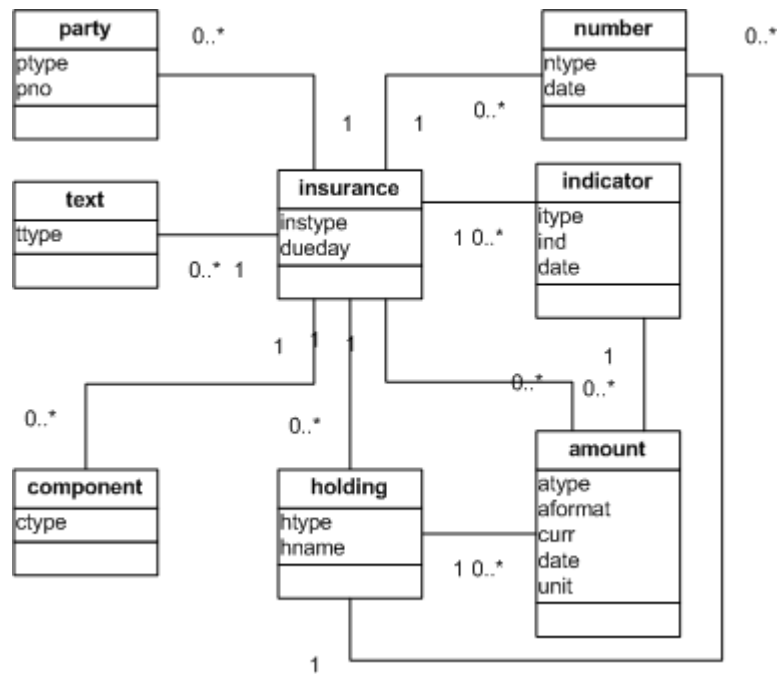 party
ptype
pno
0..*
number
ntype
date
0..*
0..*
1
1
text
ttype
0..* 1
insurance
instype
dueday
indicator
itype
ind
date
1 0..*
1
1
1
1
0..*
0..*
0..*
0..*
component
ctype
holding
htype
hname
amount
atype
aformat
curr
date
unit
1 0..*
1